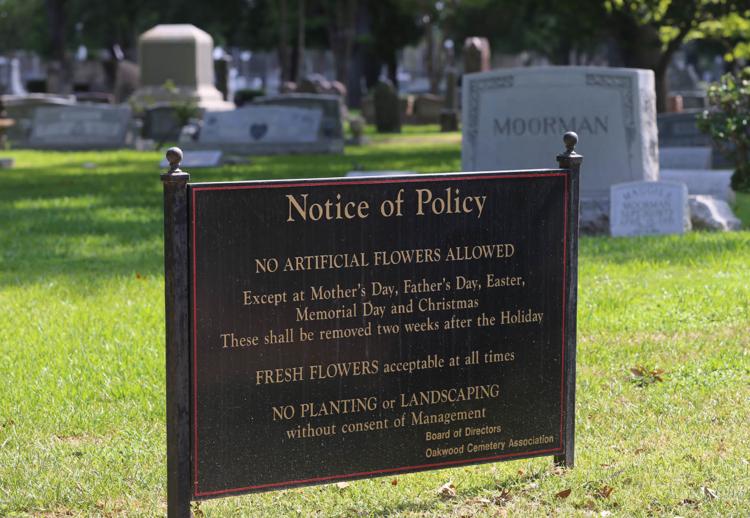 MOORMAN
Notice of Policy
NO ARTIFICIAL FLOWERS ALLOWED
Except at Mother's Day, Father's Day, Easter,
Memorial Day and Christmas
These shall be removed two weeks after the Holiday
FRESH FLOWERS acceptable at all times
NO PLANTING or LANDSCAPING
without consent of Management
Board of Directors
Oakwood Cemetery Association
MOORMAN